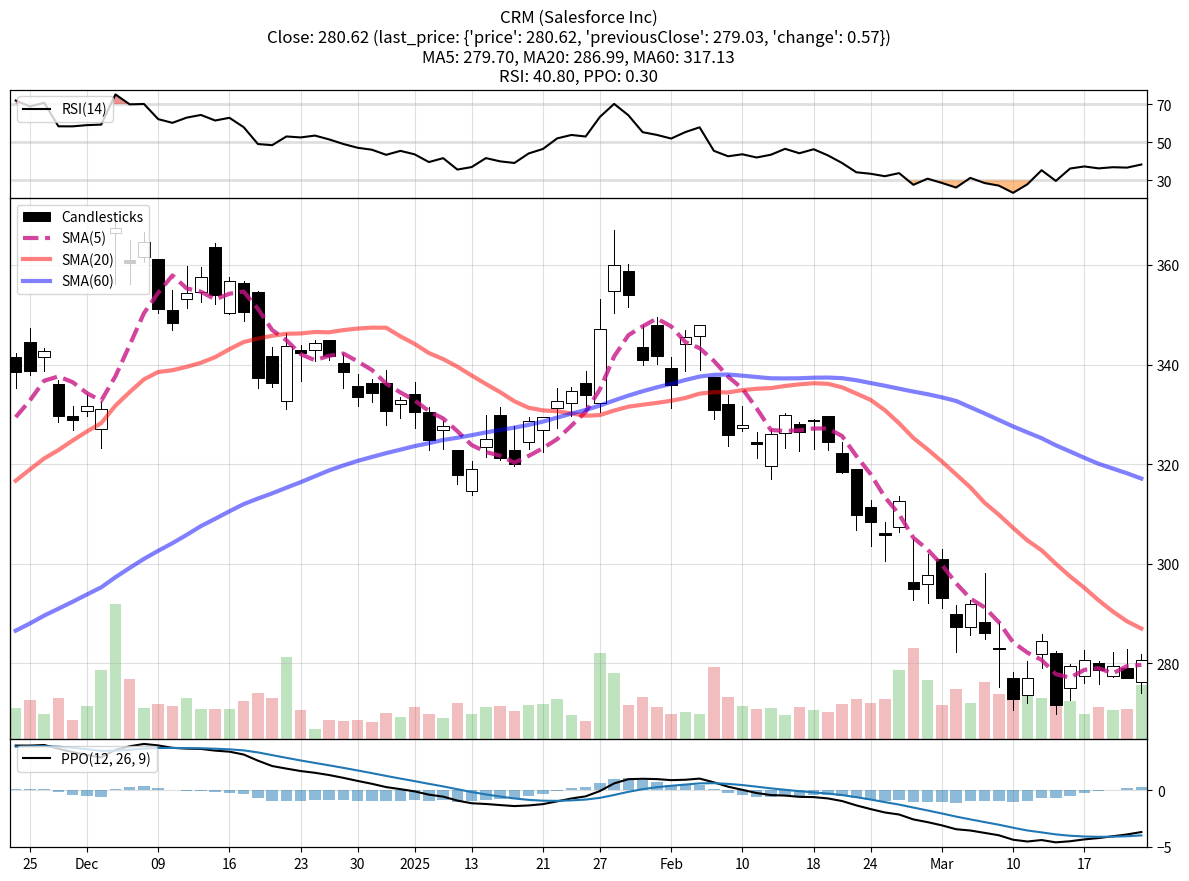 CRM (Salesforce Inc)
Close: 280.62 (last_price: {'price': 280.62, 'previousClose': 279.03, 'change': 0.57})
MA5: 279.70, MA20: 286.99, MA60: 317.13
RSI: 40.80, PPO: 0.30
RSI(14)
70
50
30
Candlesticks
SMA(5)
SMA(20)
SMA(60)
360
340
320
300
280
PPO(12, 26, 9)
0
−5
25 Dec 09 16 23 30 2025 13 21 27 Feb 10 18 24 Mar 10 17